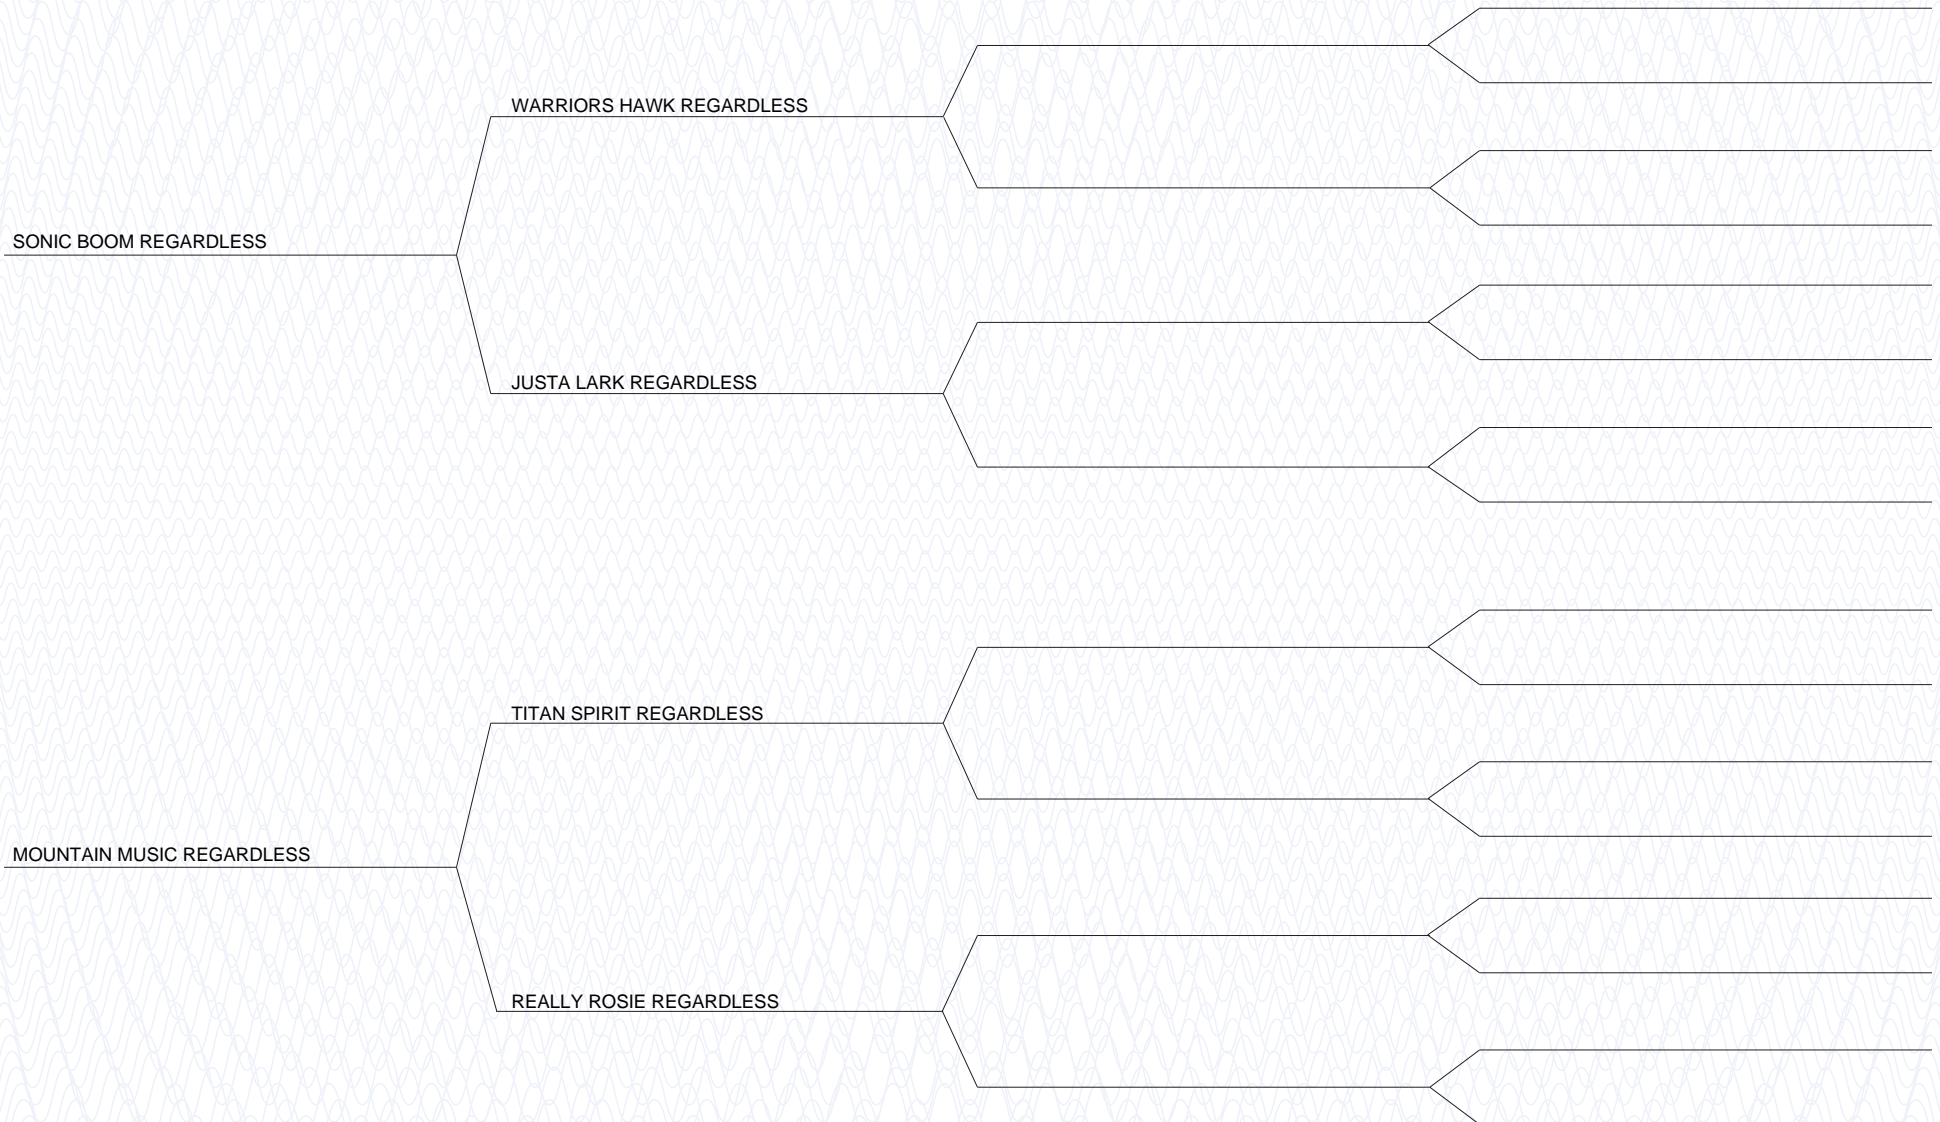 WARRIORS HAWK REGARDLESS
SONIC BOOM REGARDLESS
JUSTA LARK REGARDLESS
TITAN SPIRIT REGARDLESS
MOUNTAIN MUSIC REGARDLESS
REALLY ROSIE REGARDLESS